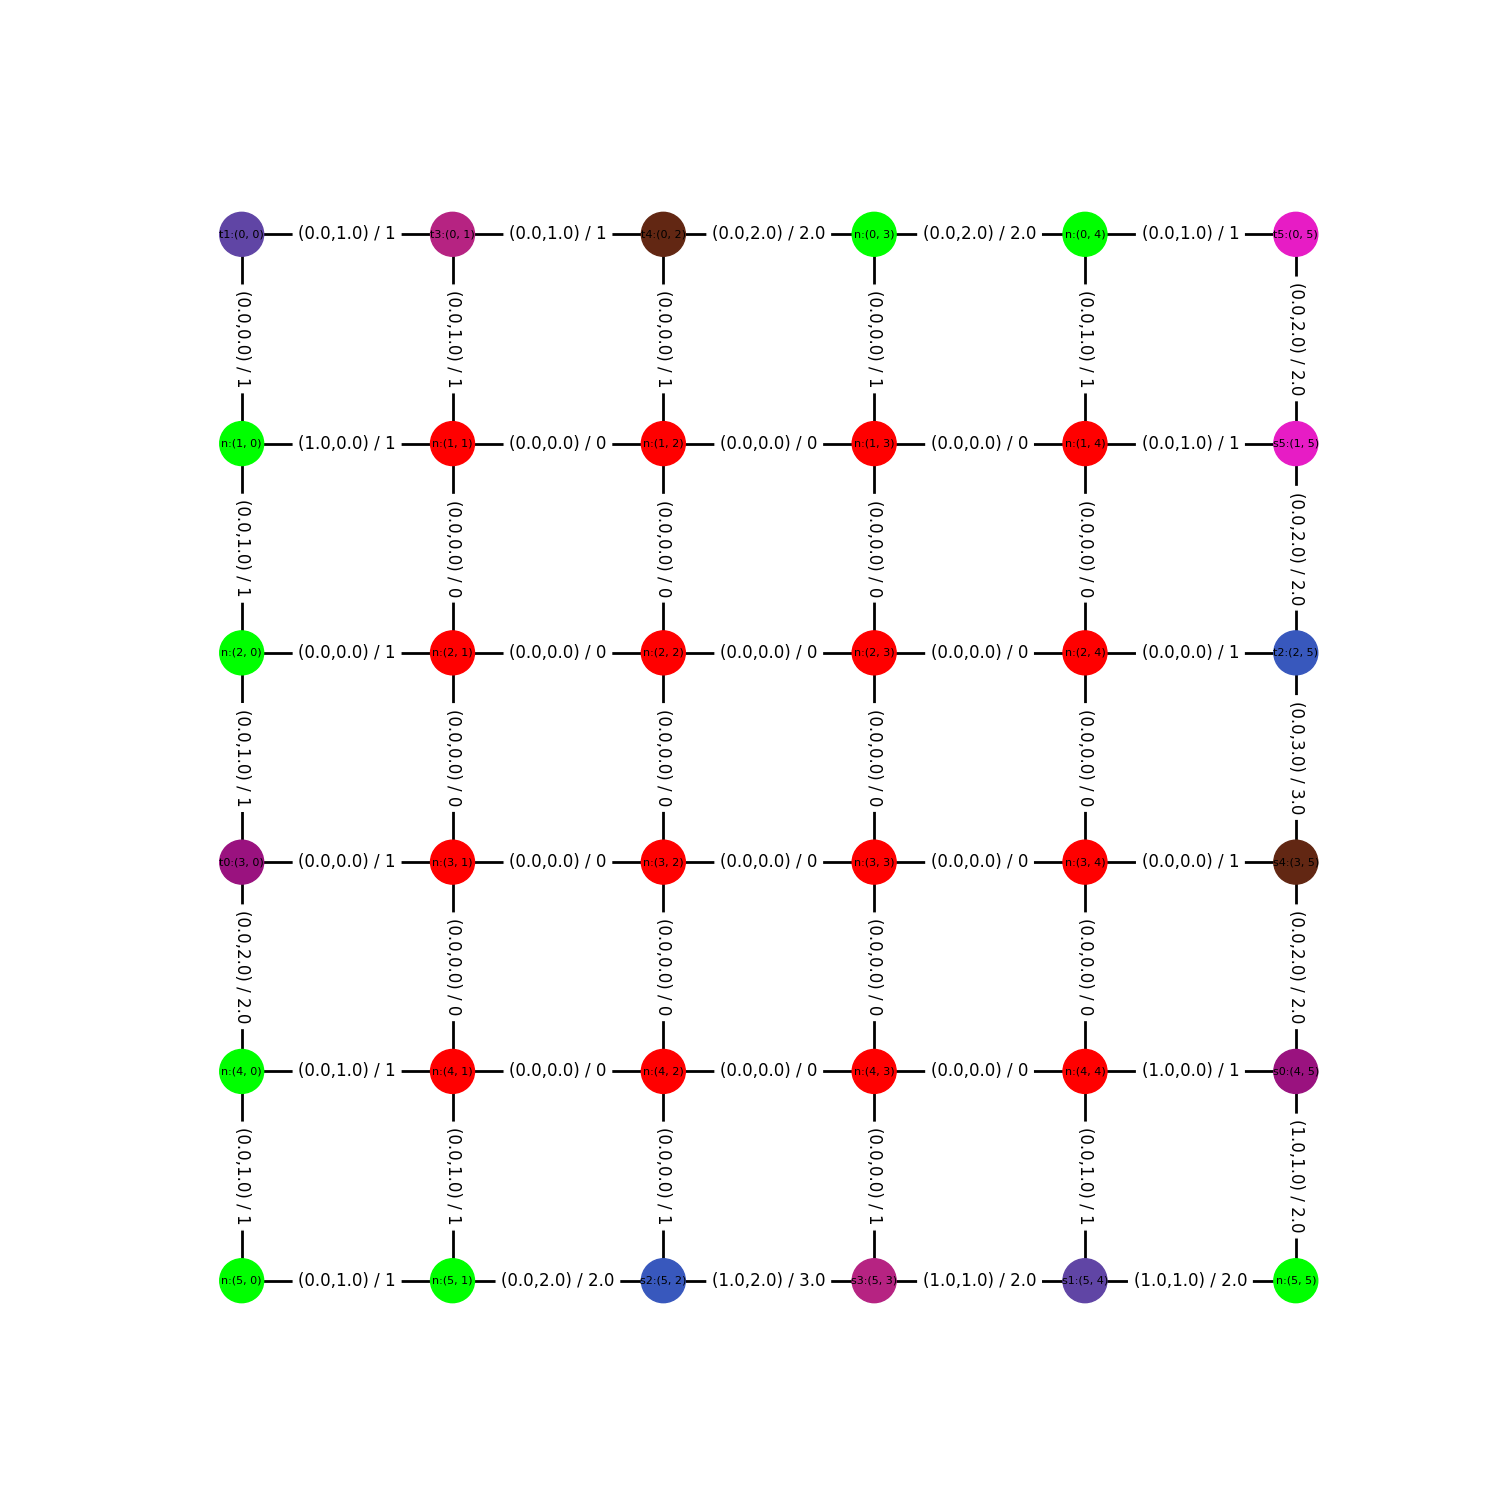 t1:(0, 0) (0.0,1.0) / 1 t3:(0, 1) (0.0,1.0) / 1 t4:(0, 2) (0.0,2.0) / 2.0 n:(0, 3) (0.0,2.0) / 2.0 n:(0, 4) (0.0,1.0) / 1 t5:(0, 5)
(0.0,0.0) / 1 (0.0,1.0) / 1 (0.0,0.0) / 1 (0.0,0.0) / 1 (0.0,1.0) / 1 (0.0,2.0) / 2.0
n:(1, 0) (1.0,0.0) / 1 n:(1, 1) (0.0,0.0) / 0 n:(1, 2) (0.0,0.0) / 0 n:(1, 3) (0.0,0.0) / 0 n:(1, 4) (0.0,1.0) / 1 s5:(1, 5)
(0.0,1.0) / 1 (0.0,0.0) / 0 (0.0,0.0) / 0 (0.0,0.0) / 0 (0.0,0.0) / 0 (0.0,2.0) / 2.0
n:(2, 0) (0.0,0.0) / 1 n:(2, 1) (0.0,0.0) / 0 n:(2, 2) (0.0,0.0) / 0 n:(2, 3) (0.0,0.0) / 0 n:(2, 4) (0.0,0.0) / 1 t2:(2, 5)
(0.0,1.0) / 1 (0.0,0.0) / 0 (0.0,0.0) / 0 (0.0,0.0) / 0 (0.0,0.0) / 0 (0.0,3.0) / 3.0
t0:(3, 0) (0.0,0.0) / 1 n:(3, 1) (0.0,0.0) / 0 n:(3, 2) (0.0,0.0) / 0 n:(3, 3) (0.0,0.0) / 0 n:(3, 4) (0.0,0.0) / 1 s4:(3, 5)
(0.0,2.0) / 2.0 (0.0,0.0) / 0 (0.0,0.0) / 0 (0.0,0.0) / 0 (0.0,0.0) / 0 (0.0,2.0) / 2.0
n:(4, 0) (0.0,1.0) / 1 n:(4, 1) (0.0,0.0) / 0 n:(4, 2) (0.0,0.0) / 0 n:(4, 3) (0.0,0.0) / 0 n:(4, 4) (1.0,0.0) / 1 s0:(4, 5)
(0.0,1.0) / 1 (0.0,1.0) / 1 (0.0,0.0) / 1 (0.0,0.0) / 1 (0.0,1.0) / 1 (1.0,1.0) / 2.0
n:(5, 0) (0.0,1.0) / 1 n:(5, 1) (0.0,2.0) / 2.0 s2:(5, 2) (1.0,2.0) / 3.0 s3:(5, 3) (1.0,1.0) / 2.0 s1:(5, 4) (1.0,1.0) / 2.0 n:(5, 5)